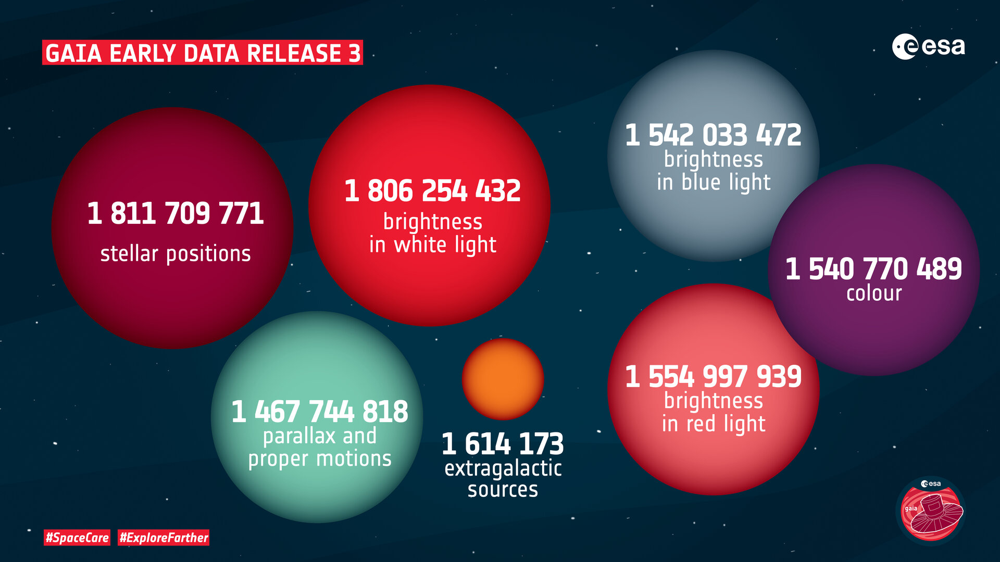 GAIA EARLY DATA RELEASE 3
esa
1 811 709 771
stellar positions
1 806 254 432
brightness
in white light
1 542 033 472
brightness
in blue light
1 540 770 489
colour
1 467 744 818
parallax and
proper motions
1 614 173
extragalactic
sources
1 554 997 939
brightness
in red light
#SpaceCare #ExploreFarther
esa
gaia